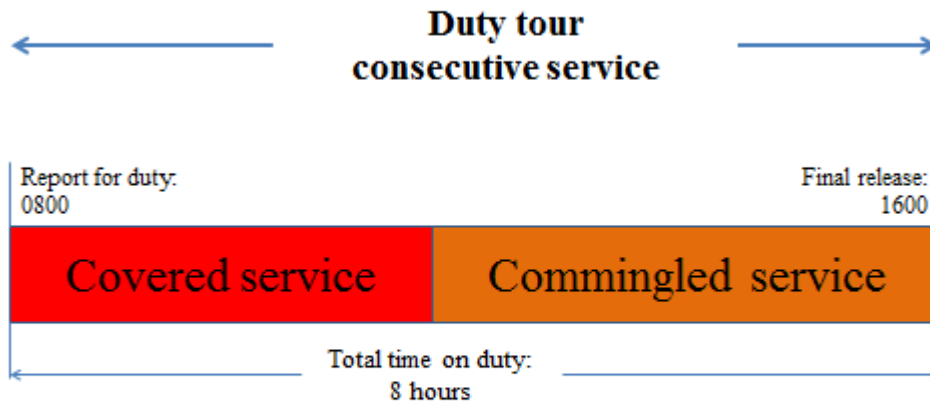 Duty tour
consecutive service
Report for duty:
0800
Final release:
1600
Covered service
Commingled service
Total time on duty:
8 hours